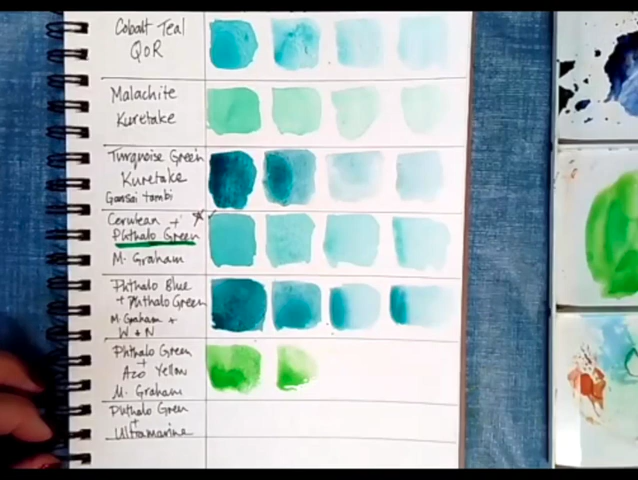 Cobalt Teal
QoR
Malachite
Kuretake
Turquoise Green
Kuretake
Gansai tambi
Cerulean +
Phthalo Green
M. Graham
Phthalo Blue
+ Phthalo Green
M. Graham +
W + N
Phthalo Green
+
Azo Yellow
M. Graham
Phthalo Green
+
Ultramarine